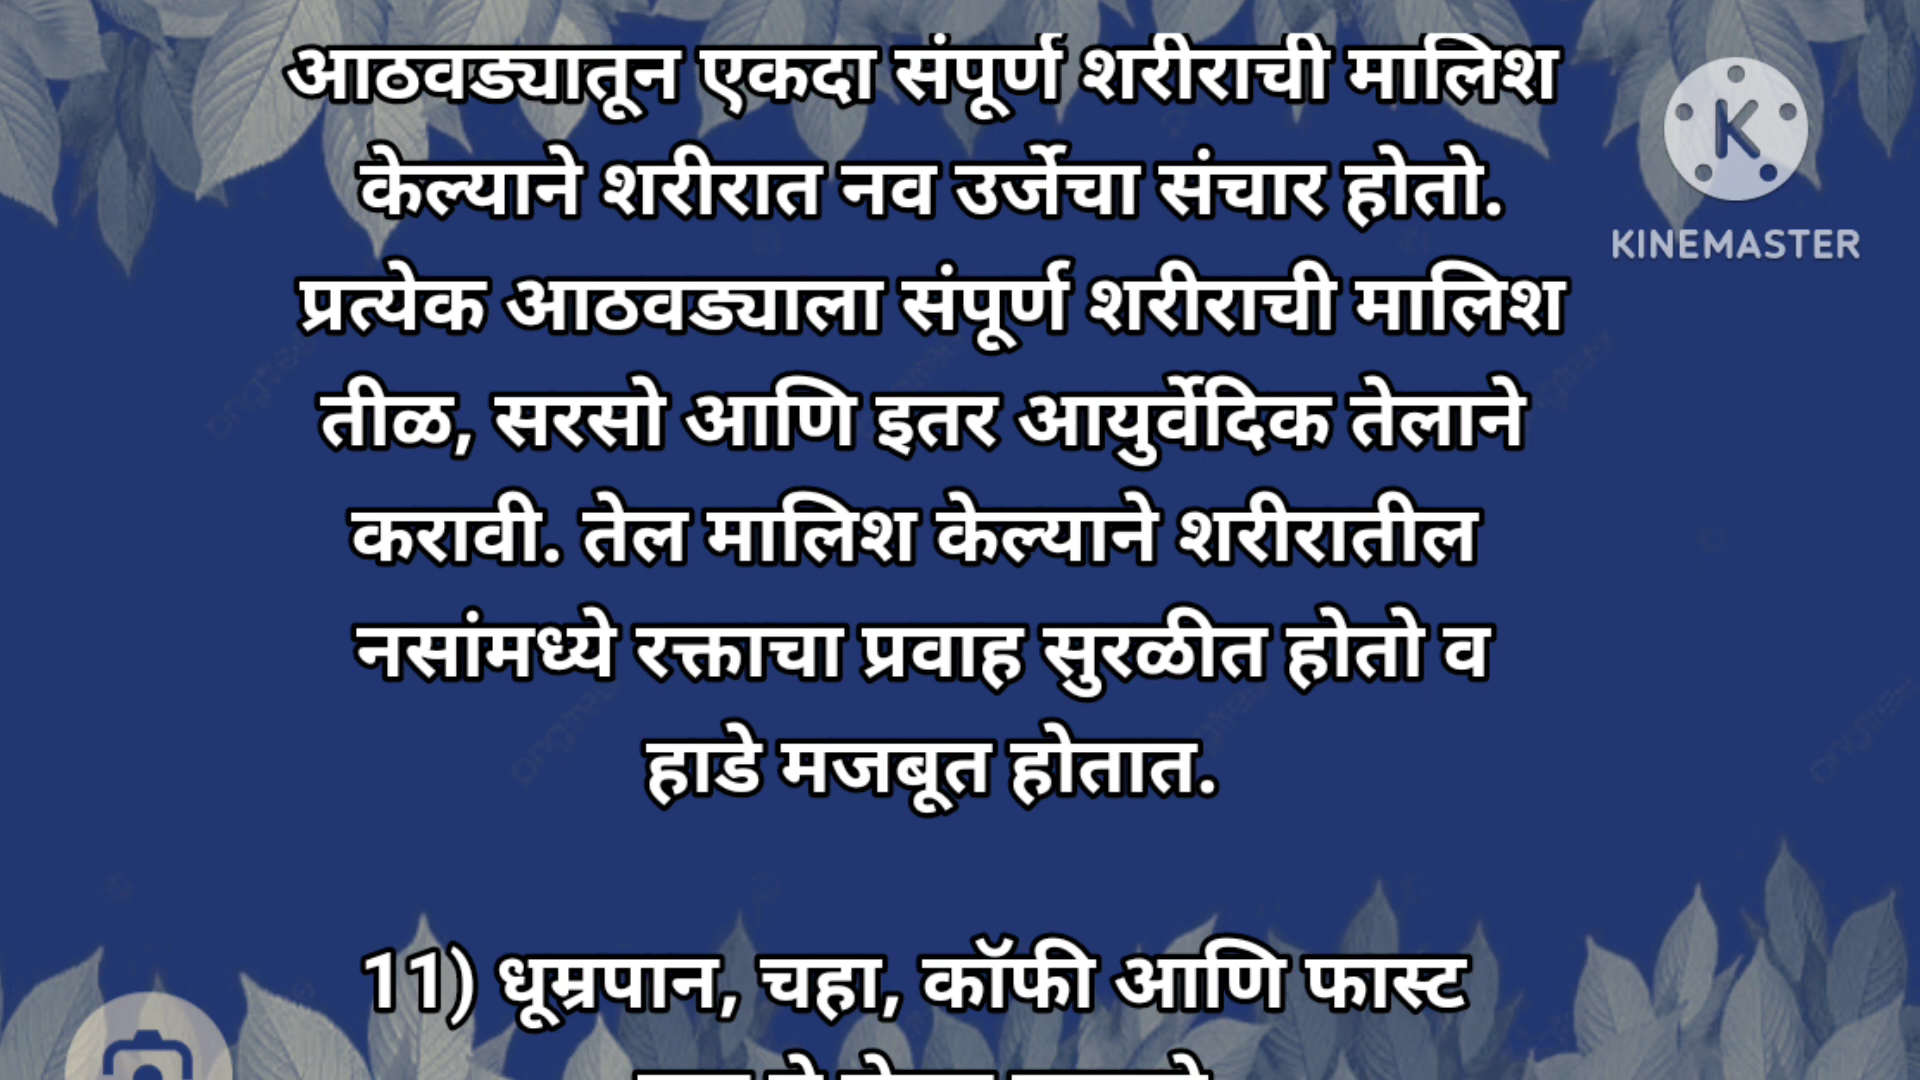 आठवड्यातून एकदा संपूर्ण शरीराची मालिश
केल्याने शरीरात नव उर्जेचा संचार होतो.
प्रत्येक आठवड्याला संपूर्ण शरीराची मालिश
तीळ, सरसो आणि इतर आयुर्वेदिक तेलाने
करावी. तेल मालिश केल्याने शरीरातील
नसांमध्ये रक्ताचा प्रवाह सुरळीत होतो व
हाडे मजबूत होतात.
11) धूम्रपान, चहा, कॉफी आणि फास्ट
K
KINEMASTER